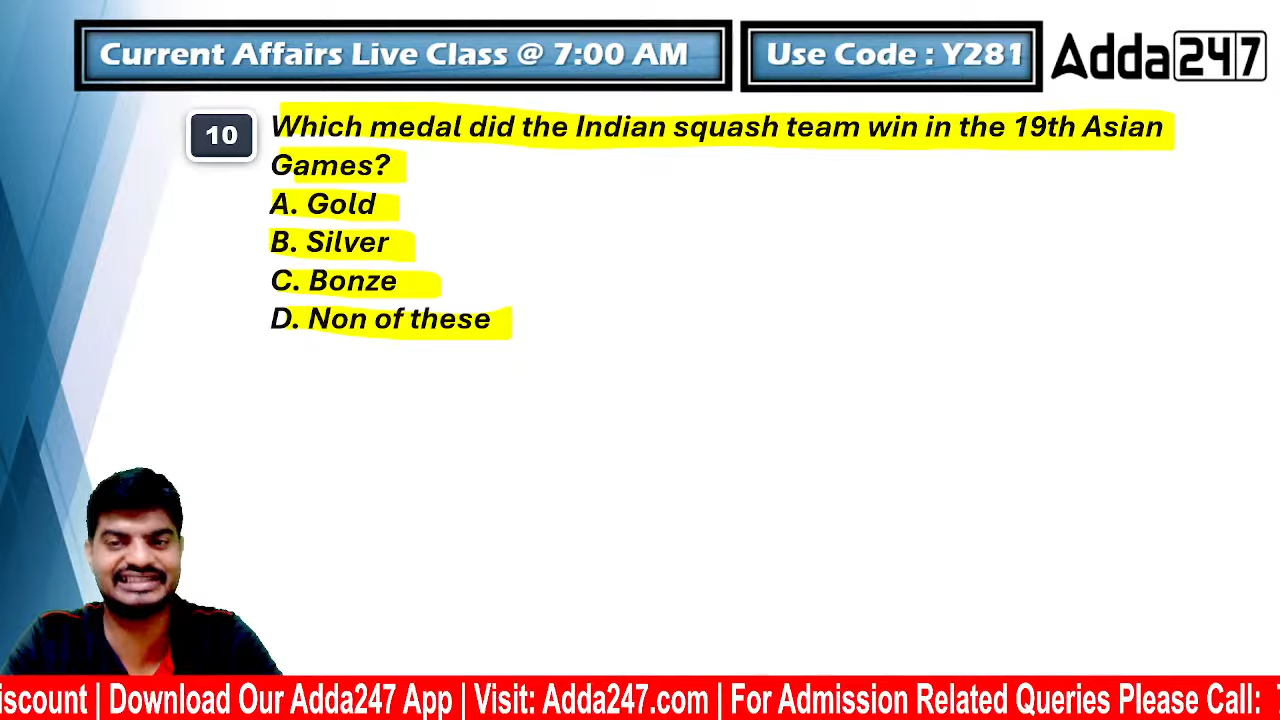 Current Affairs Live Class @ 7:00 AM
Use Code : Y281
Adda247
10
Which medal did the Indian squash team win in the 19th Asian
Games?
A. Gold
B. Silver
C. Bonze
D. Non of these
iscount | Download Our Adda247 App | Visit: Adda247.com | For Admission Related Queries Please Call: